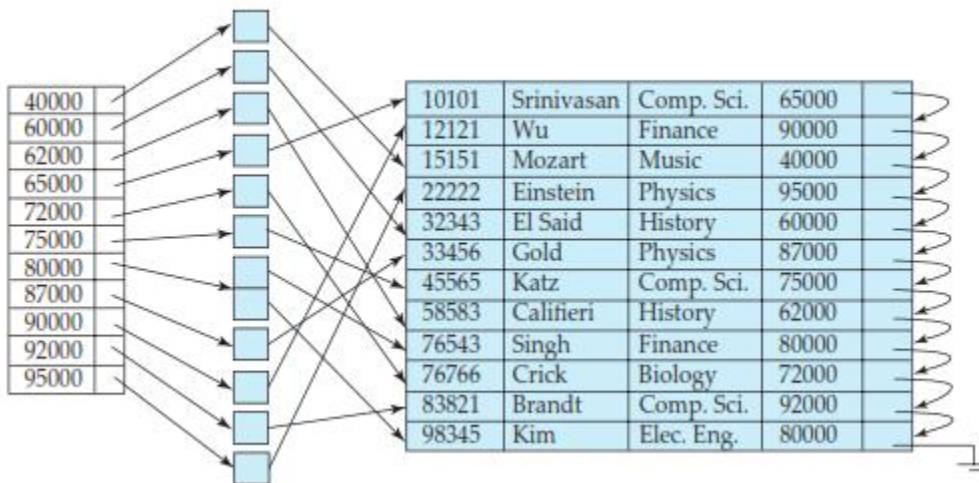 40000
60000
62000
65000
72000
75000
80000
87000
90000
92000
95000
10101 Srinivasan Comp. Sci. 65000
12121 Wu Finance 90000
15151 Mozart Music 40000
22222 Einstein Physics 95000
32343 El Said History 60000
33456 Gold Physics 87000
45565 Katz Comp. Sci. 75000
58583 Califieri History 62000
76543 Singh Finance 80000
76766 Crick Biology 72000
83821 Brandt Comp. Sci. 92000
98345 Kim Elec. Eng. 80000